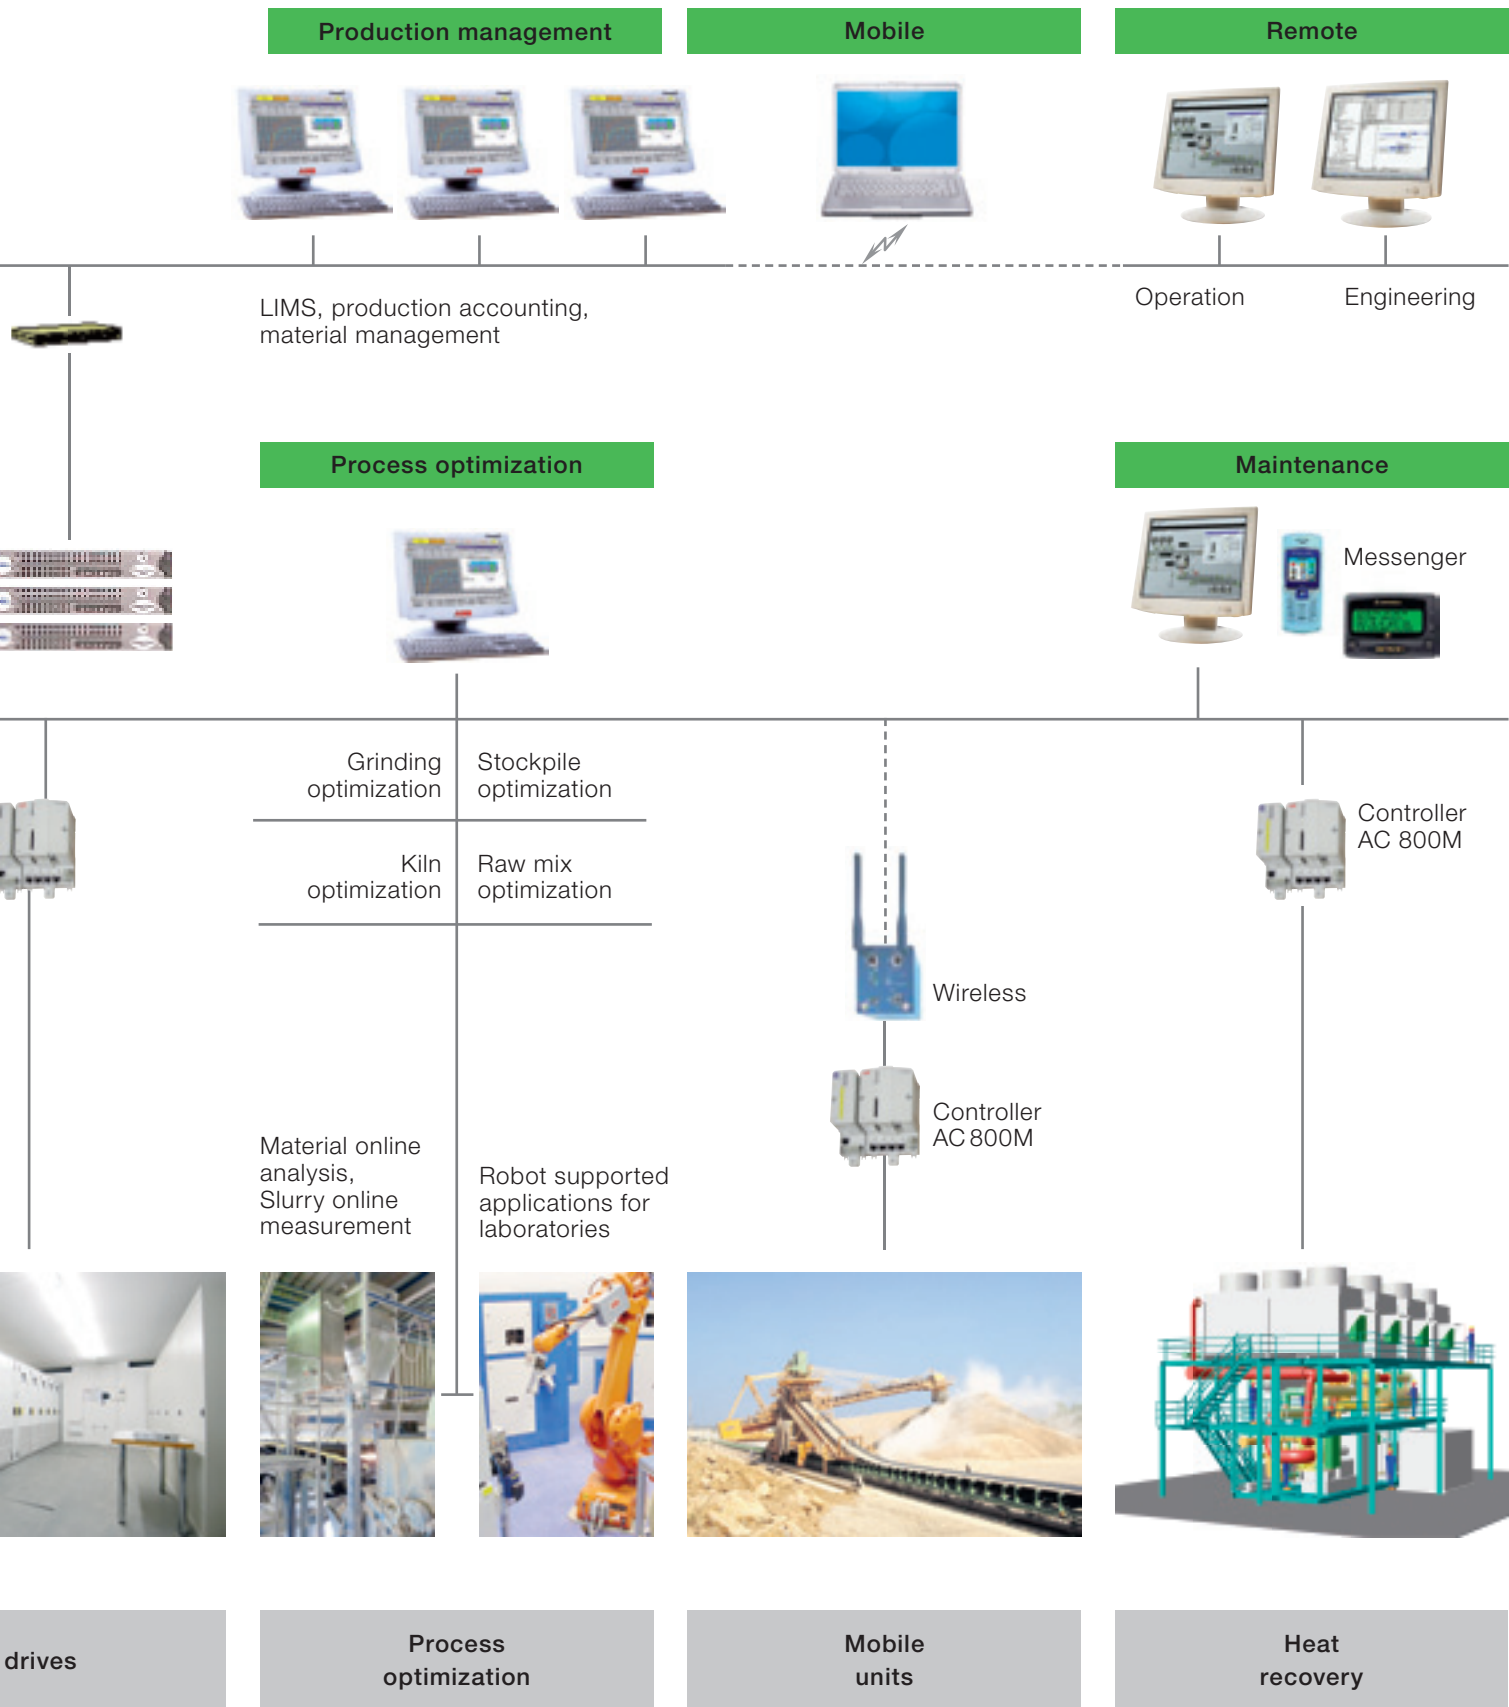 Production management
Mobile
Remote
LIMS, production accounting,
material management
Operation
Engineering
Process optimization
Maintenance
Messenger
Grinding
optimization
Stockpile
optimization
Kiln
optimization
Raw mix
optimization
Controller
AC 800M
Wireless
Controller
AC 800M
Material online
analysis,
Slurry online
measurement
Robot supported
applications for
laboratories
drives
Process
optimization
Mobile
units
Heat
recovery